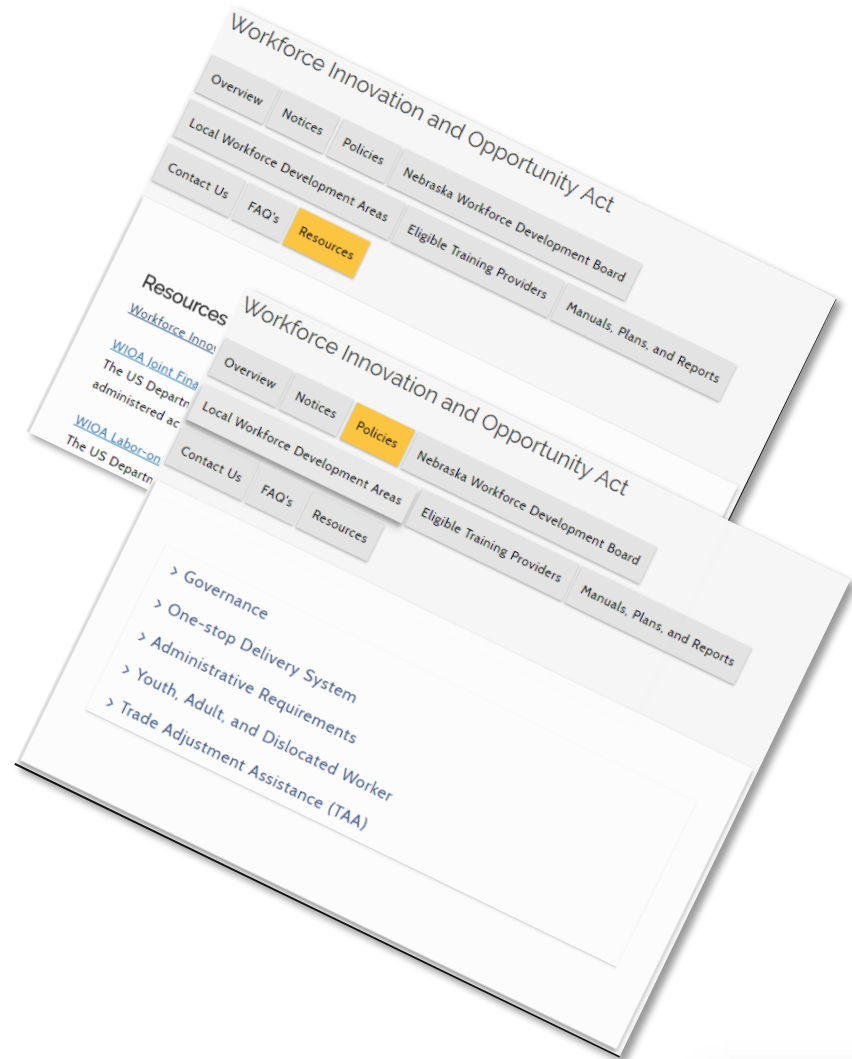 Workforce Innovation and Opportunity Act
Overview
Notices
Policies
Nebraska Workforce Development Board
Local Workforce Development Areas
Eligible Training Providers
Manuals, Plans, and Reports
Contact Us
FAQ's
Resources
Resources
Workforce Innov
WIOA Joint Fina
The US Departn
administered ac
WIOA Labor-on
The US Departn
Workforce Innovation and Opportunity Act
Overview
Notices
Policies
Nebraska Workforce Development Board
Local Workforce Development Areas
Eligible Training Providers
Manuals, Plans, and Reports
Contact Us
FAQ's
Resources
> Governance
> One-stop Delivery System
> Administrative Requirements
> Youth, Adult, and Dislocated Worker
> Trade Adjustment Assistance (TAA)